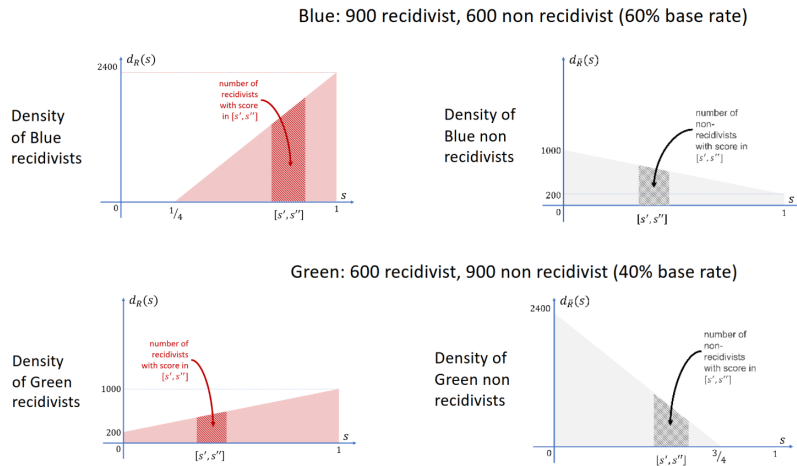 Blue: 900 recidivist, 600 non recidivist (60% base rate)
Density
of Blue
recidivists
d_R(s)
2400
number of
recidivists
with score
in [s′, s′′]
s
0
1/4
[s′, s′′]
1
Density of
Blue non
recidivists
d_R̄(s)
1000
200
number of
non-
recidivists
with score in
[s′, s′′]
s
0
[s′, s′′]
1
Green: 600 recidivist, 900 non recidivist (40% base rate)
Density
of Green
recidivists
d_R(s)
1000
200
number of
recidivists
with score in
[s′, s′′]
s
0
[s′, s′′]
1
Density of
Green non
recidivists
d_R̄(s)
2400
number of
non-
recidivists
with score in
[s′, s′′]
s
0
[s′, s′′]
3/4
1